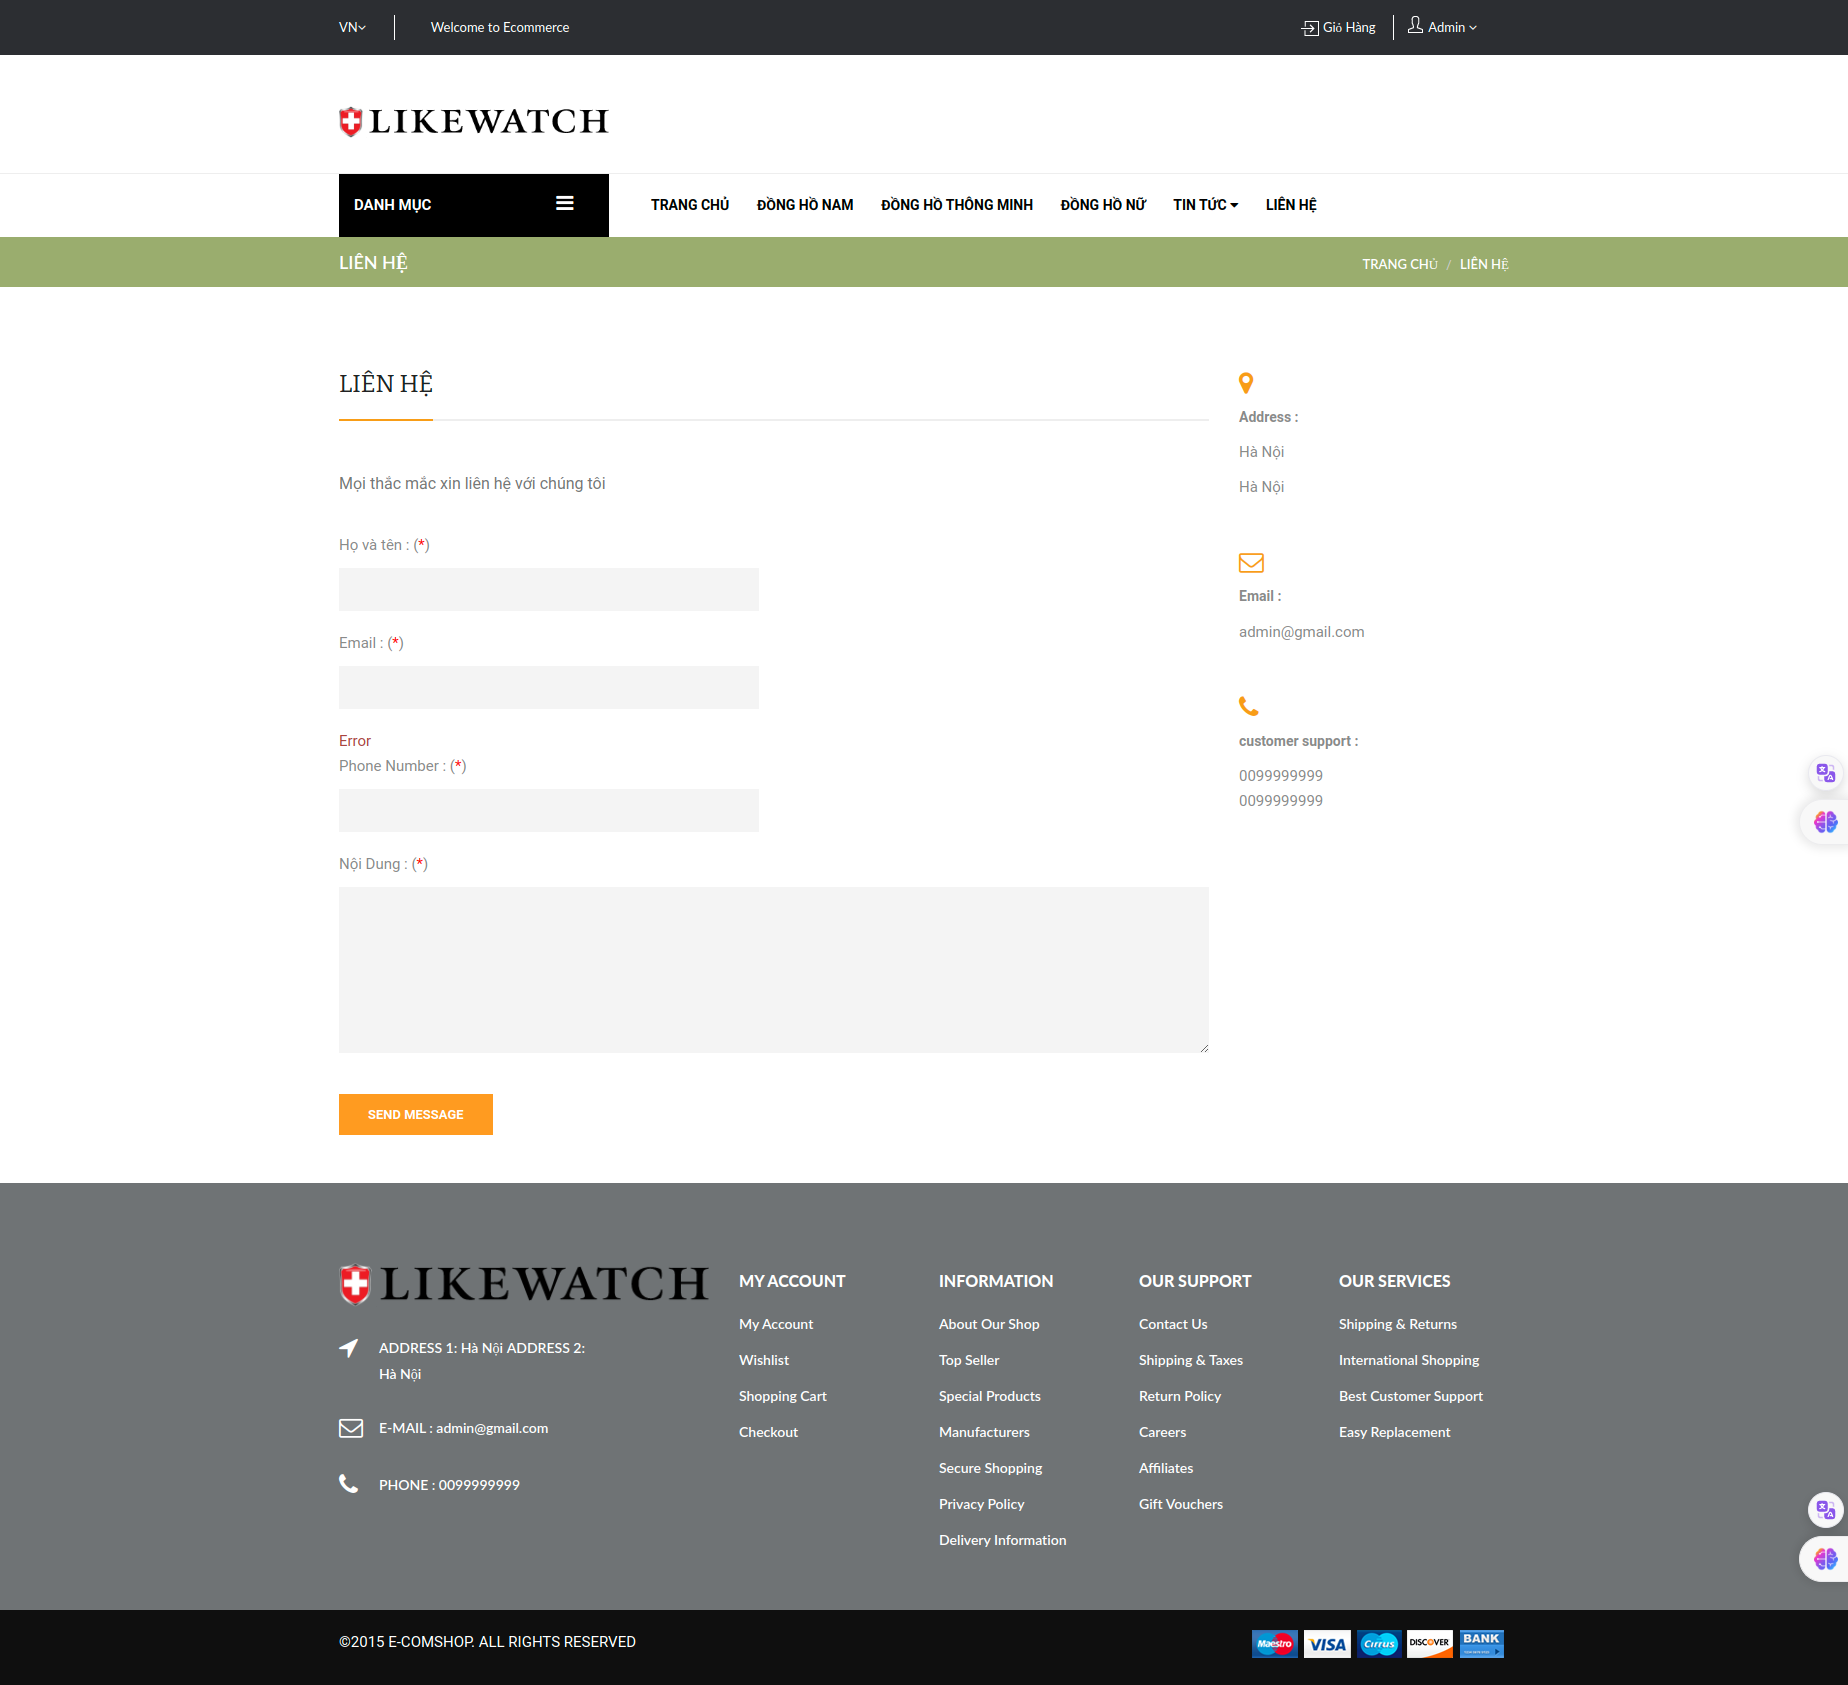 VN
Welcome to Ecommerce
Giỏ Hàng
Admin
LIKEWATCH
DANH MỤC
TRANG CHỦ
ĐỒNG HỒ NAM
ĐỒNG HỒ THÔNG MINH
ĐỒNG HỒ NỮ
TIN TỨC
LIÊN HỆ
LIÊN HỆ
TRANG CHỦ / LIÊN HỆ
LIÊN HỆ
Mọi thắc mắc xin liên hệ với chúng tôi
Họ và tên : (*)
Email : (*)
Error
Phone Number : (*)
Nội Dung : (*)
SEND MESSAGE
Address :
Hà Nội
Hà Nội
Email :
admin@gmail.com
customer support :
0099999999
0099999999
LIKEWATCH
ADDRESS 1: Hà Nội ADDRESS 2:
Hà Nội
E-MAIL : admin@gmail.com
PHONE : 0099999999
MY ACCOUNT
My Account
Wishlist
Shopping Cart
Checkout
INFORMATION
About Our Shop
Top Seller
Special Products
Manufacturers
Secure Shopping
Privacy Policy
Delivery Information
OUR SUPPORT
Contact Us
Shipping & Taxes
Return Policy
Careers
Affiliates
Gift Vouchers
OUR SERVICES
Shipping & Returns
International Shopping
Best Customer Support
Easy Replacement
©2015 E-COMSHOP. ALL RIGHTS RESERVED
Maestro
VISA
Cirrus
DISCOVER
BANK